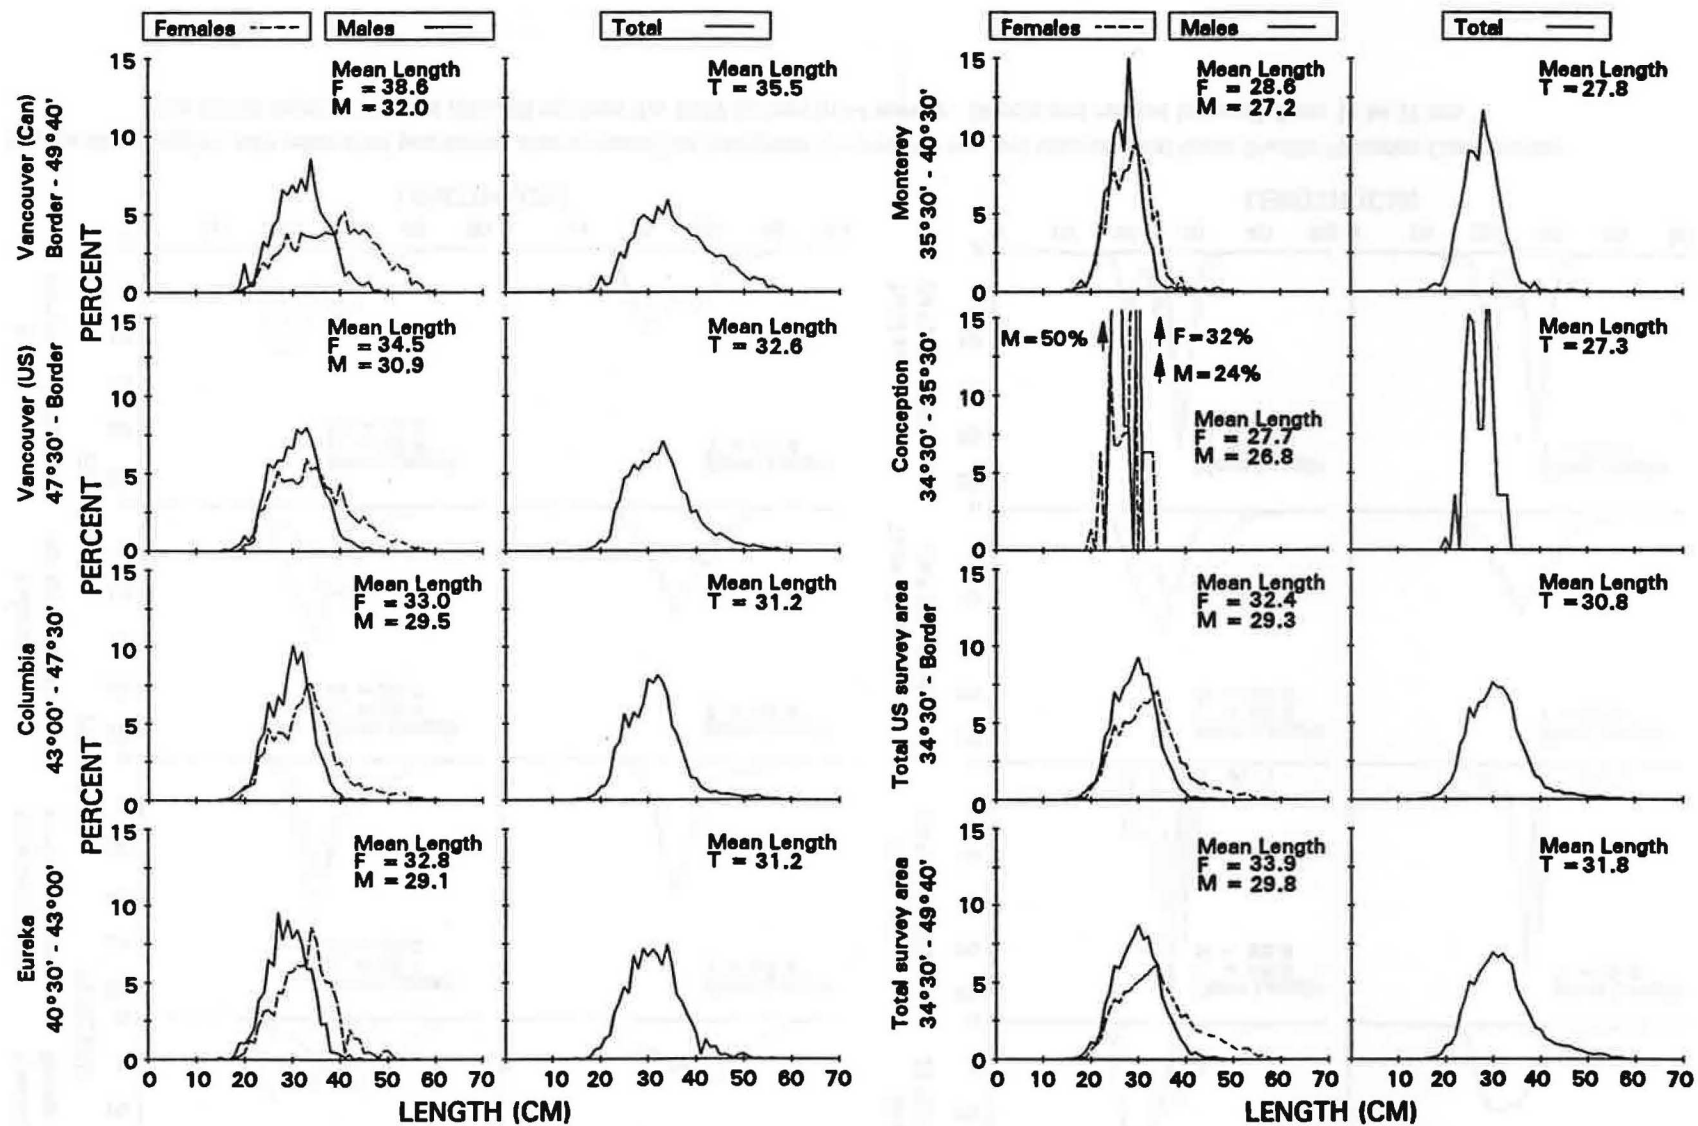 Females Males Total
Vancouver (Can)
Border - 49°40'
PERCENT
15
10
5
0
Mean Length
F = 38.6
M = 32.0
Mean Length
T = 35.5
Vancouver (US)
47°30' - Border
PERCENT
15
10
5
0
Mean Length
F = 34.5
M = 30.9
Mean Length
T = 32.6
Columbia
43°00' - 47°30'
PERCENT
15
10
5
0
Mean Length
F = 33.0
M = 29.5
Mean Length
T = 31.2
Eureka
40°30' - 43°00'
PERCENT
15
10
5
0
Mean Length
F = 32.8
M = 29.1
Mean Length
T = 31.2
0 10 20 30 40 50 60 70 10 20 30 40 50 60 70
LENGTH (CM)
Females Males Total
Monterey
35°30' - 40°30'
15
10
5
0
Mean Length
F = 28.6
M = 27.2
Mean Length
T = 27.8
Conception
34°30' - 35°30'
15
10
5
0
M = 50%
F = 32%
M = 24%
Mean Length
F = 27.7
M = 26.8
Mean Length
T = 27.3
Total US survey area
34°30' - Border
15
10
5
0
Mean Length
F = 32.4
M = 29.3
Mean Length
T = 30.8
Total survey area
34°30' - 49°40'
15
10
5
0
Mean Length
F = 33.9
M = 29.8
Mean Length
T = 31.8
0 10 20 30 40 50 60 70 10 20 30 40 50 60 70
LENGTH (CM)